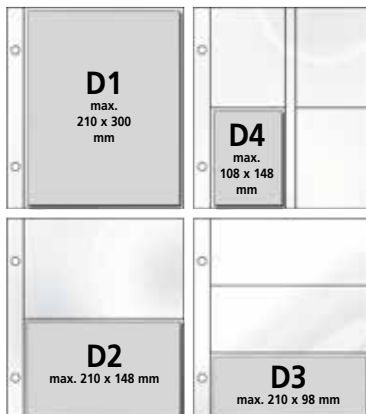 D1
max.
210 x 300
mm
D4
max.
108 x 148
mm
D2
max. 210 x 148 mm
D3
max. 210 x 98 mm